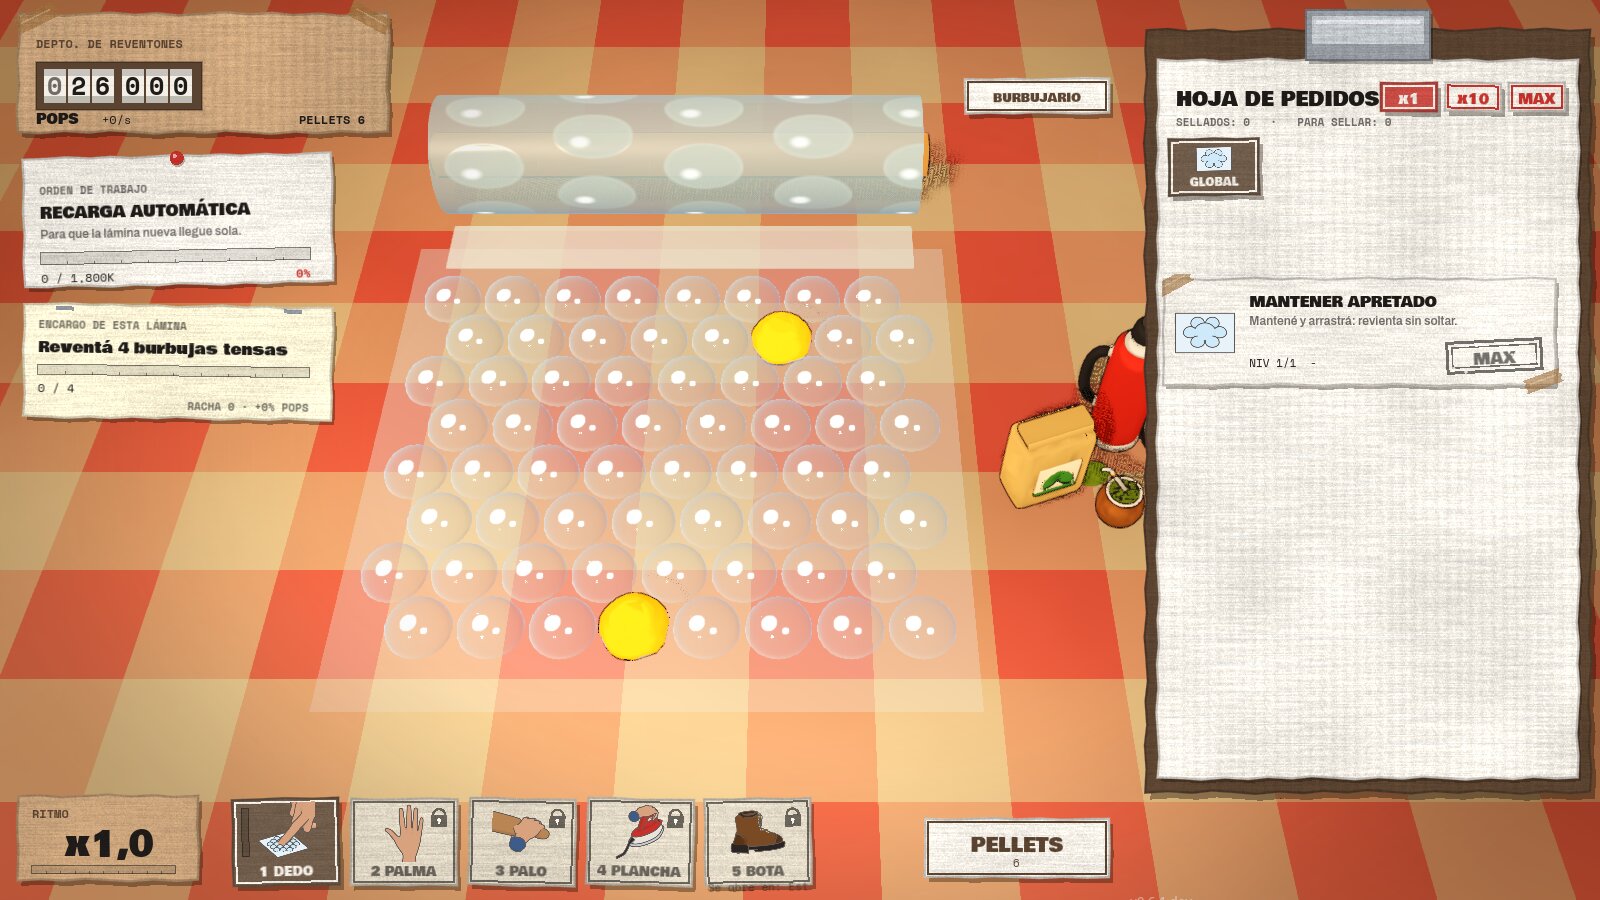 DEPTO. DE REVENTONES
026000
POPS +0/s PELLETS 6
ORDEN DE TRABAJO
RECARGA AUTOMÁTICA
Para que la lámina nueva llegue sola.
0 / 1.800K 0%
ENCARGO DE ESTA LÁMINA
Reventá 4 burbujas tensas
0 / 4
RACHA 0 · +0% POPS
BURBUJARIO
HOJA DE PEDIDOS x1 x10 MAX
SELLADOS: 0 · PARA SELLAR: 0
GLOBAL
MANTENER APRETADO
Mantené y arrastrá: revienta sin soltar.
NIV 1/1 -
MAX
RITMO
x1,0
1 DEDO
2 PALMA
3 PALO
4 PLANCHA
5 BOTA
Se abre en: Est
PELLETS
6